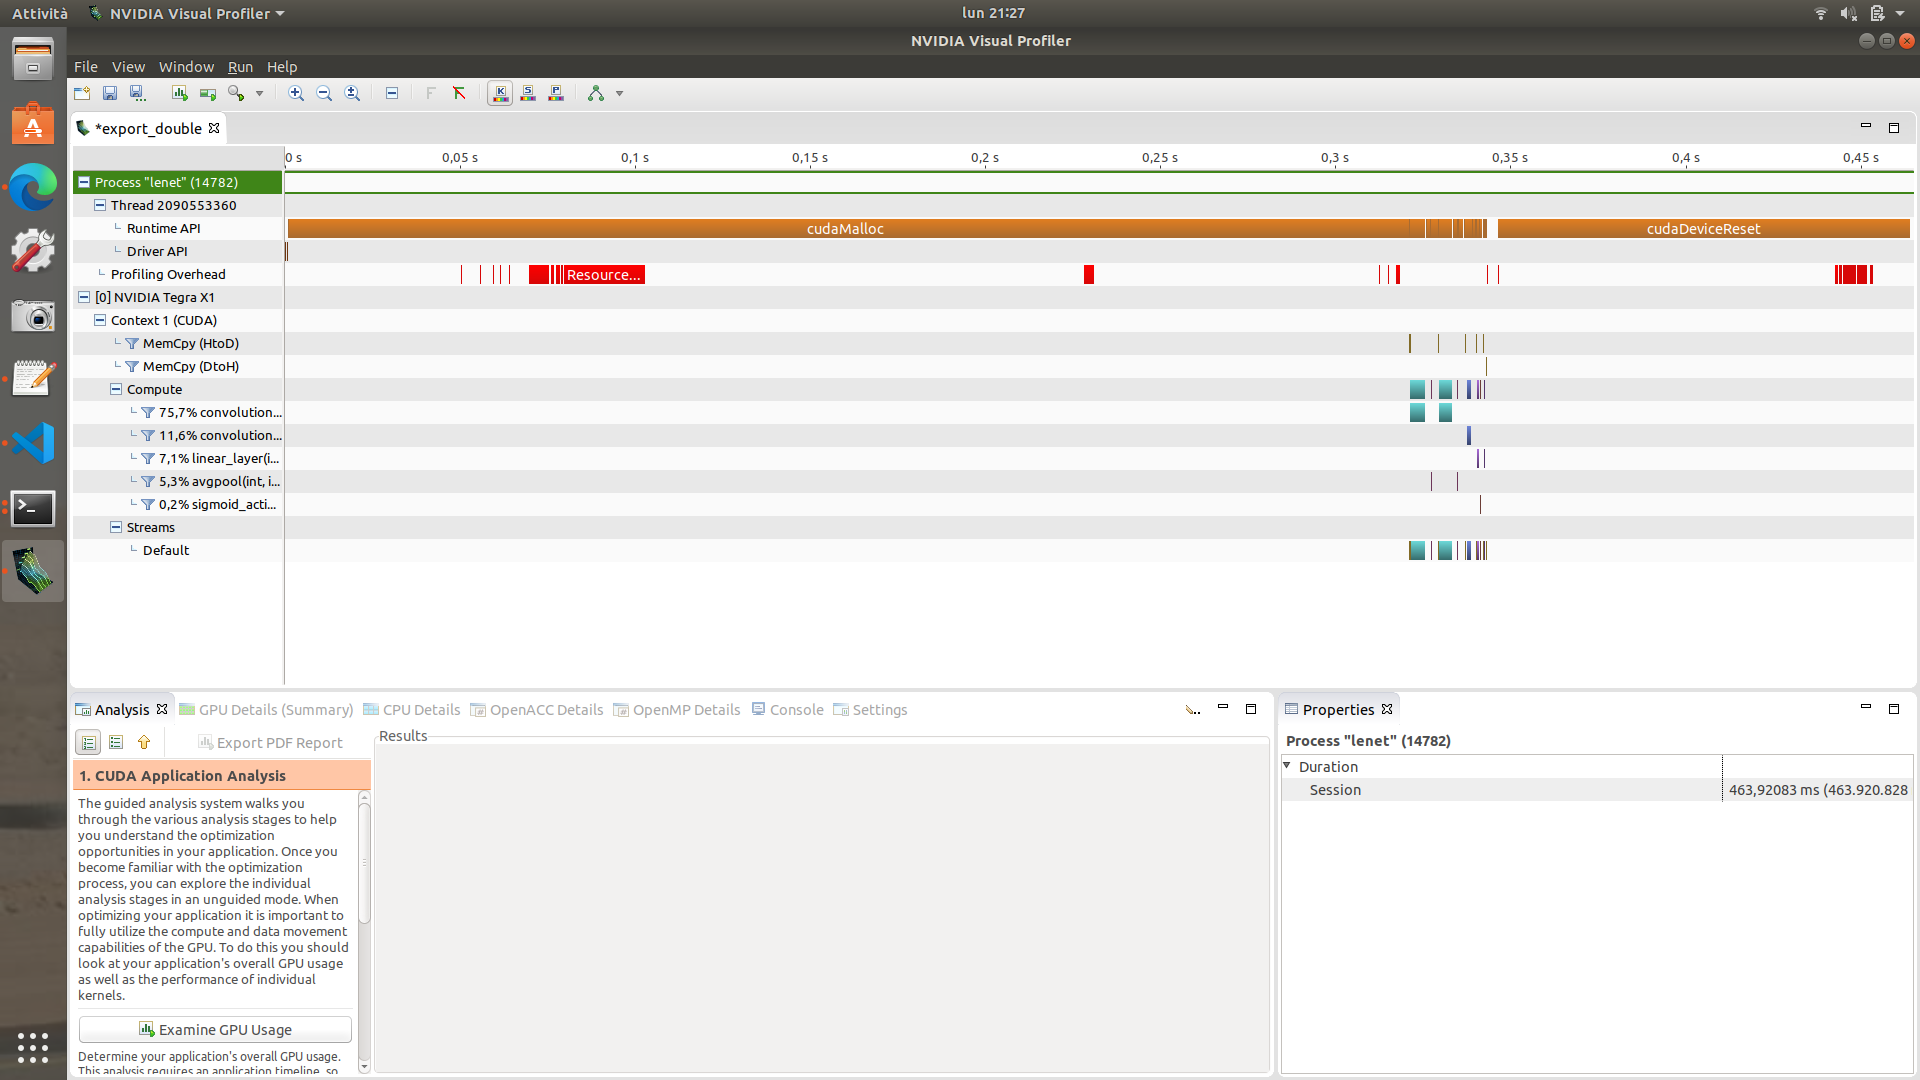 Attività NVIDIA Visual Profiler lun 21:27
NVIDIA Visual Profiler
File View Window Run Help
*export_double
0 s 0,05 s 0,1 s 0,15 s 0,2 s 0,25 s 0,3 s 0,35 s 0,4 s 0,45 s
Process "lenet" (14782)
Thread 2090553360
Runtime API cudaMalloc cudaDeviceReset
Driver API
Profiling Overhead Resource...
[0] NVIDIA Tegra X1
Context 1 (CUDA)
MemCpy (HtoD)
MemCpy (DtoH)
Compute
75,7% convolution...
11,6% convolution...
7,1% linear_layer(i...
5,3% avgpool(int, i...
0,2% sigmoid_acti...
Streams
Default
Analysis GPU Details (Summary) CPU Details OpenACC Details OpenMP Details Console Settings
Export PDF Report
Results
1. CUDA Application Analysis
The guided analysis system walks you
through the various analysis stages to help
you understand the optimization
opportunities in your application. Once you
become familiar with the optimization
process, you can explore the individual
analysis stages in an unguided mode. When
optimizing your application it is important to
fully utilize the compute and data movement
capabilities of the GPU. To do this you should
look at your application's overall GPU usage
as well as the performance of individual
kernels.
Examine GPU Usage
Determine your application's overall GPU usage.
This analysis requires an application timeline, so
Properties
Process "lenet" (14782)
Duration
Session 463,92083 ms (463.920.828